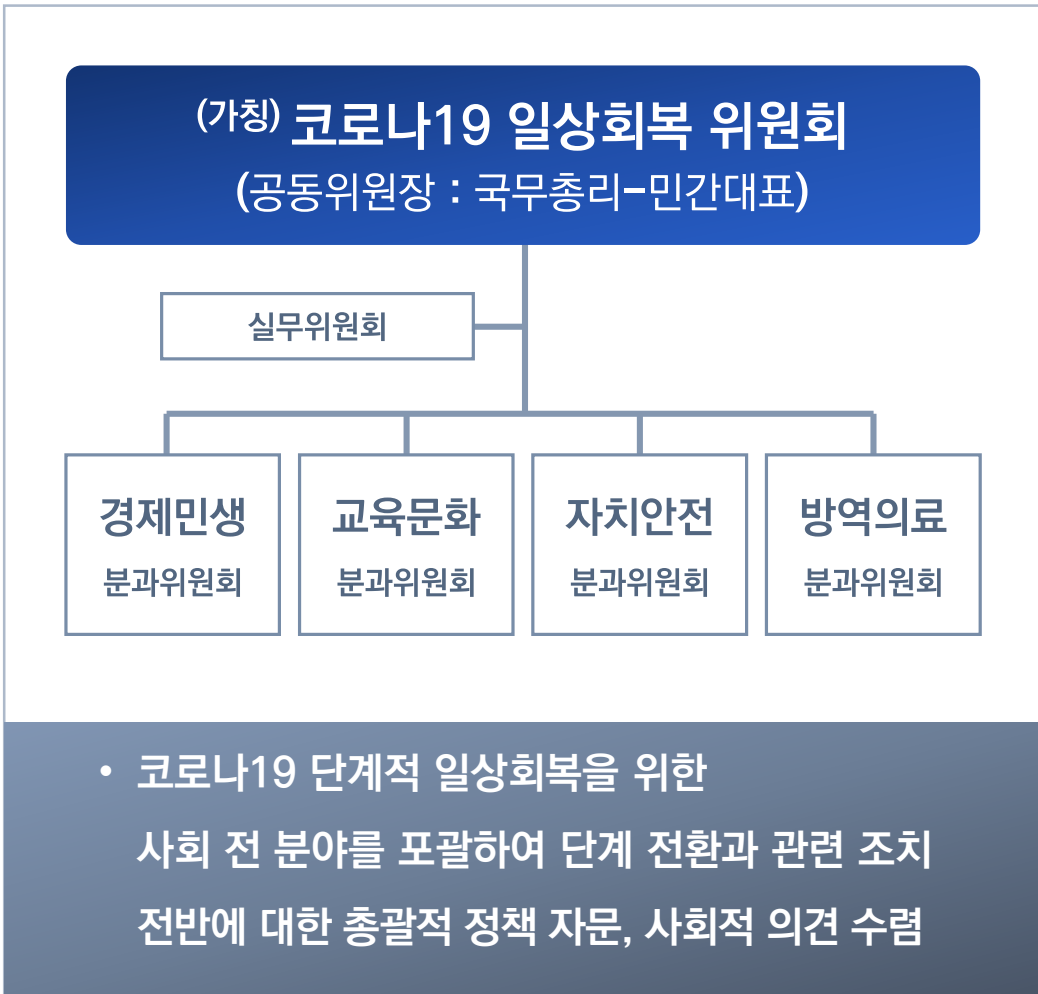 (가칭) 코로나19 일상회복 위원회
(공동위원장 : 국무총리-민간대표)
실무위원회
경제민생
분과위원회
교육문화
분과위원회
자치안전
분과위원회
방역의료
분과위원회
• 코로나19 단계적 일상회복을 위한
사회 전 분야를 포괄하여 단계 전환과 관련 조치
전반에 대한 총괄적 정책 자문, 사회적 의견 수렴